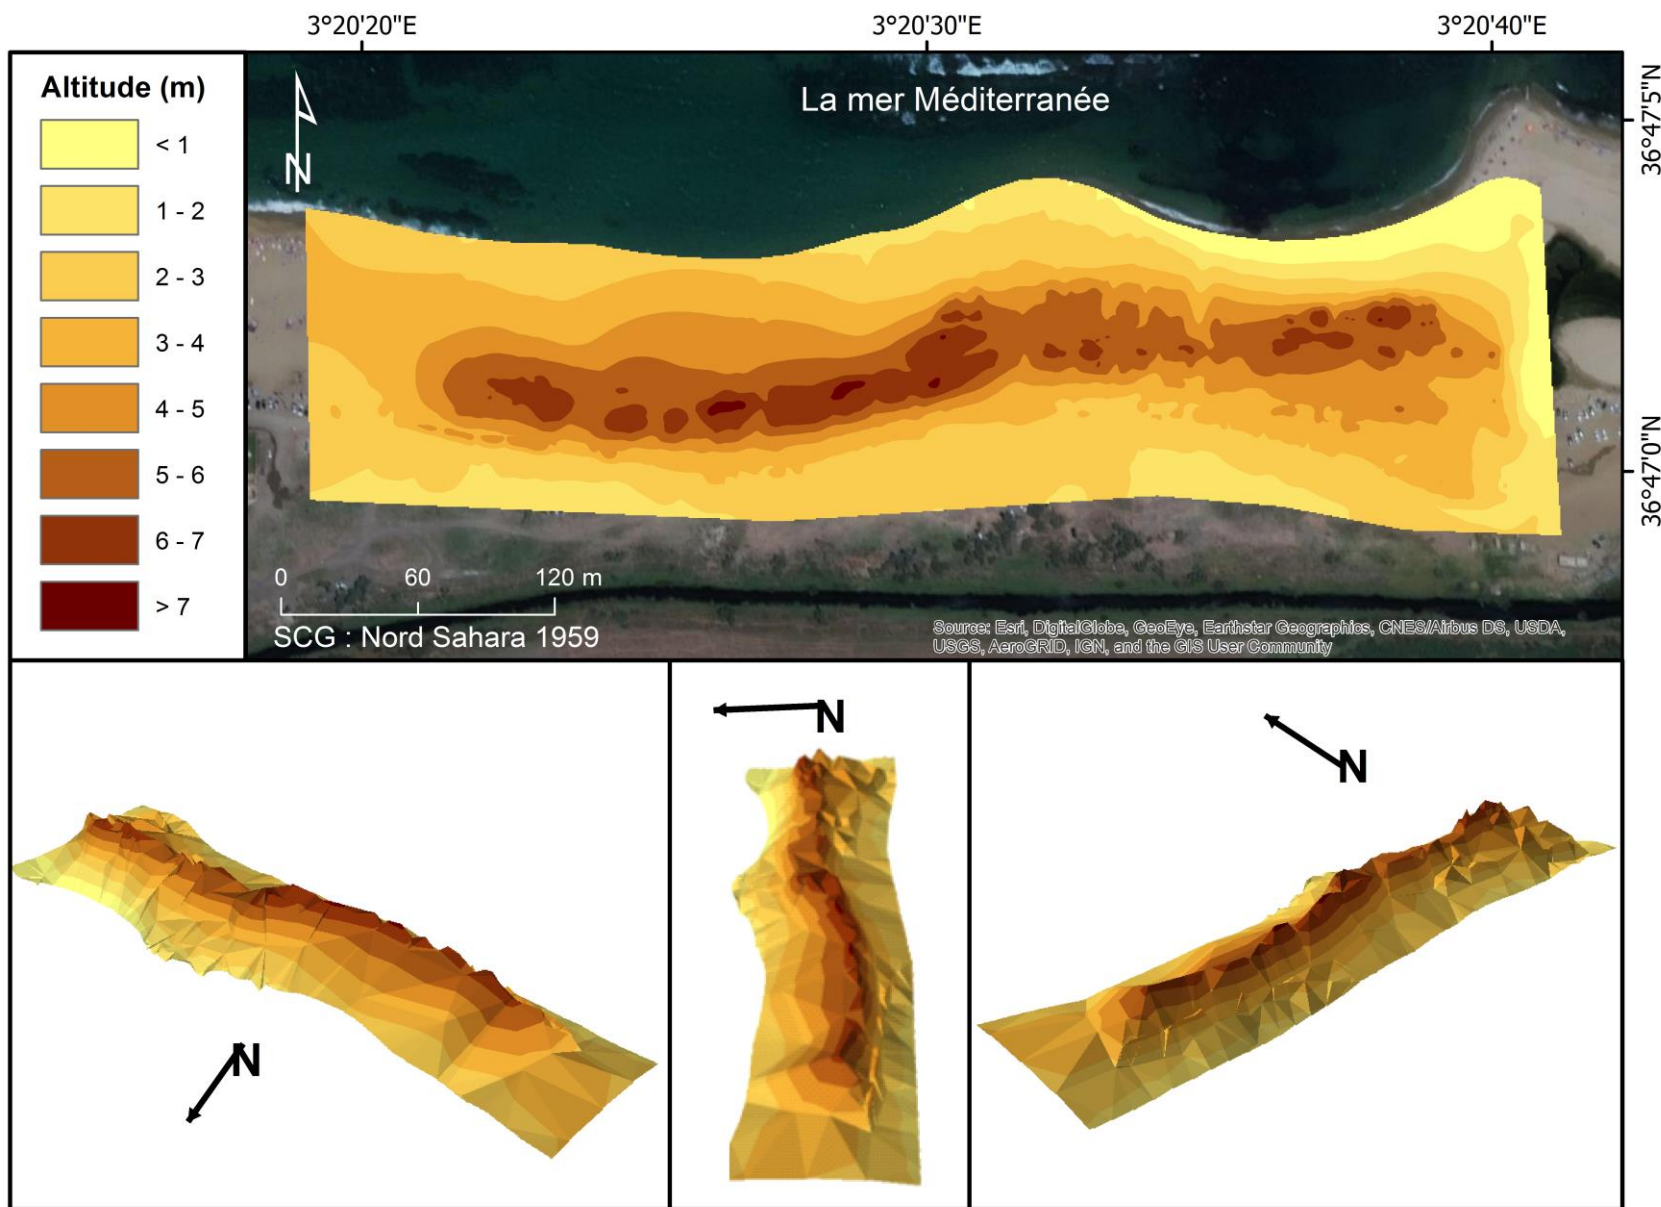 3°20'20"E
3°20'30"E
3°20'40"E
Altitude (m)
< 1
1 - 2
2 - 3
3 - 4
4 - 5
5 - 6
6 - 7
> 7
N
La mer Méditerranée
36°47'5"N
36°47'0"N
0 60 120 m
SCG : Nord Sahara 1959
Source: Esri, DigitalGlobe, GeoEye, Earthstar Geographics, CNES/Airbus DS, USDA,
USGS, AeroGRID, IGN, and the GIS User Community
N
N
N